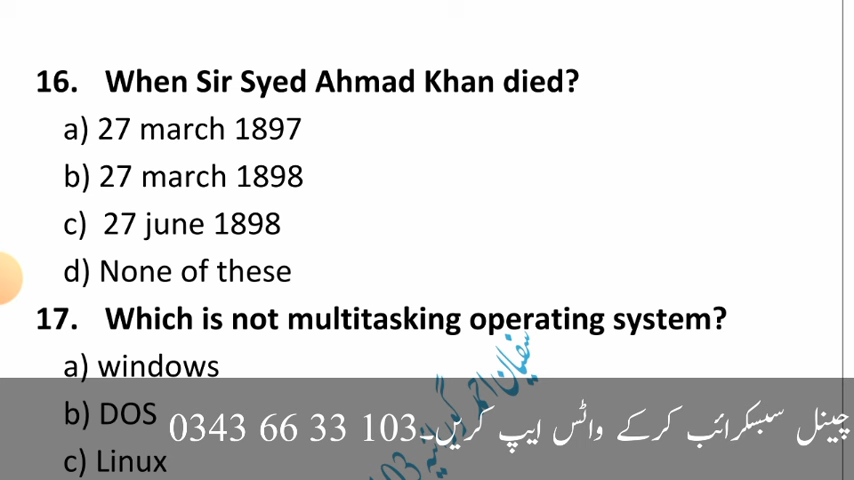 16. When Sir Syed Ahmad Khan died?
a) 27 march 1897
b) 27 march 1898
c) 27 june 1898
d) None of these
17. Which is not multitasking operating system?
a) windows
b) DOS
چینل سبسکرائب کرکے واٹس ایپ کریں۔103 33 66 0343
c) Linux